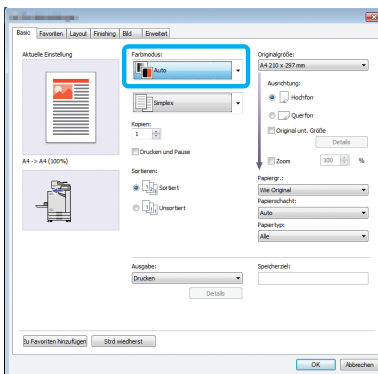 Basic Favoriten Layout Finishing Bild Erweitert
Aktuelle Einstellung
A4 -> A4 (100%)
Farbmodus:
Auto
Simplex
Kopien:
1
Drucken und Pause
Sortieren:
Sortiert
Unsortiert
Originalgröße:
A4 210 x 297 mm
Ausrichtung:
Hochfor
Querfor
Original unt. Größe
Details
Zoom 100 %
Papiergr.:
Wie Original
Papierschacht:
Auto
Papiertyp:
Alle
Ausgabe:
Drucken
Details
Speicherziel:
Zu Favoriten hinzufügen Strd wiedherst
OK Abbrechen